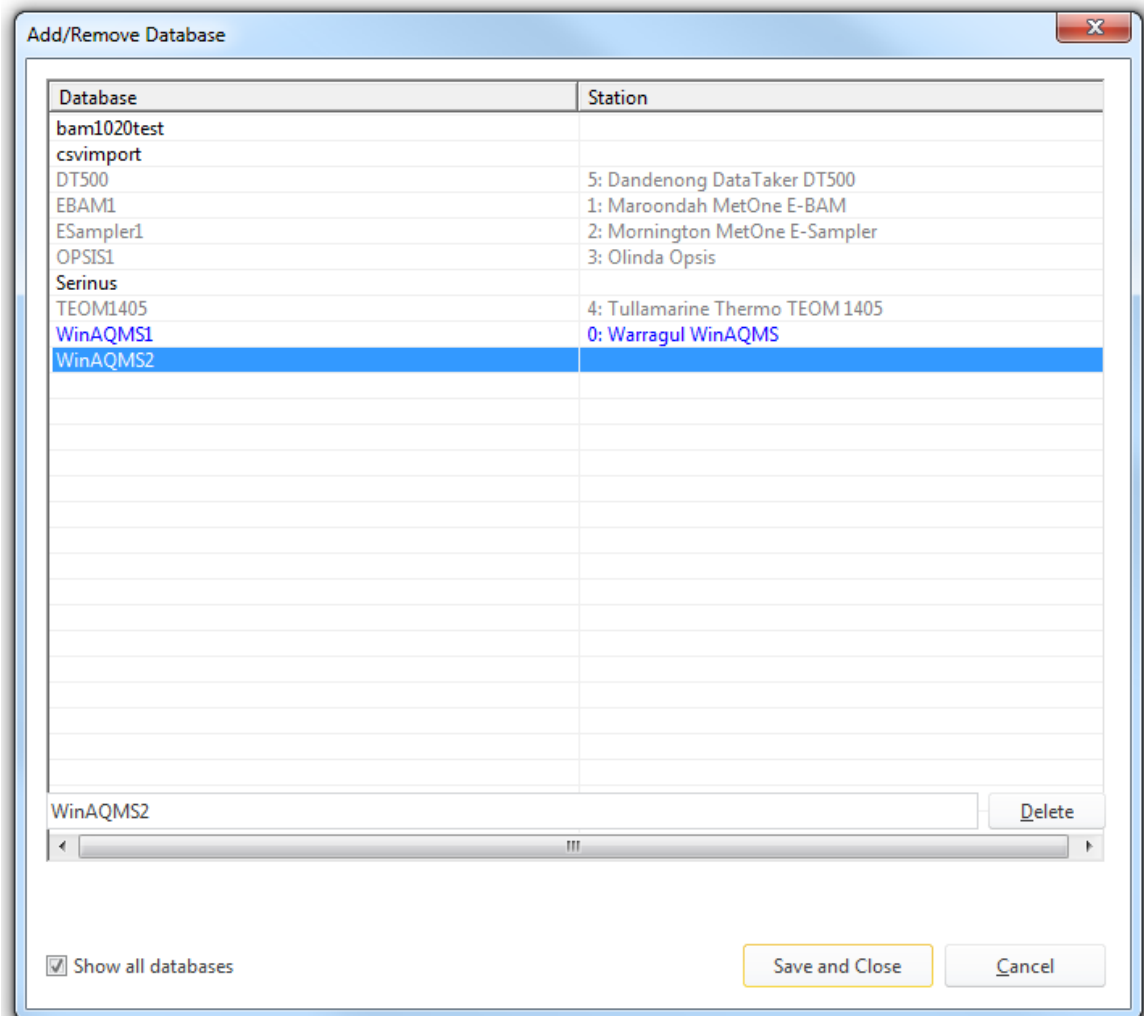 Add/Remove Database
Database Station
bam1020test
csvimport
DT500 5: Dandenong DataTaker DT500
EBAM1 1: Maroondah MetOne E-BAM
ESampler1 2: Mornington MetOne E-Sampler
OPSIS1 3: Olinda Opsis
Serinus
TEOM1405 4: Tullamarine Thermo TEOM 1405
WinAQMS1 0: Warragul WinAQMS
WinAQMS2
WinAQMS2 Delete
Show all databases Save and Close Cancel